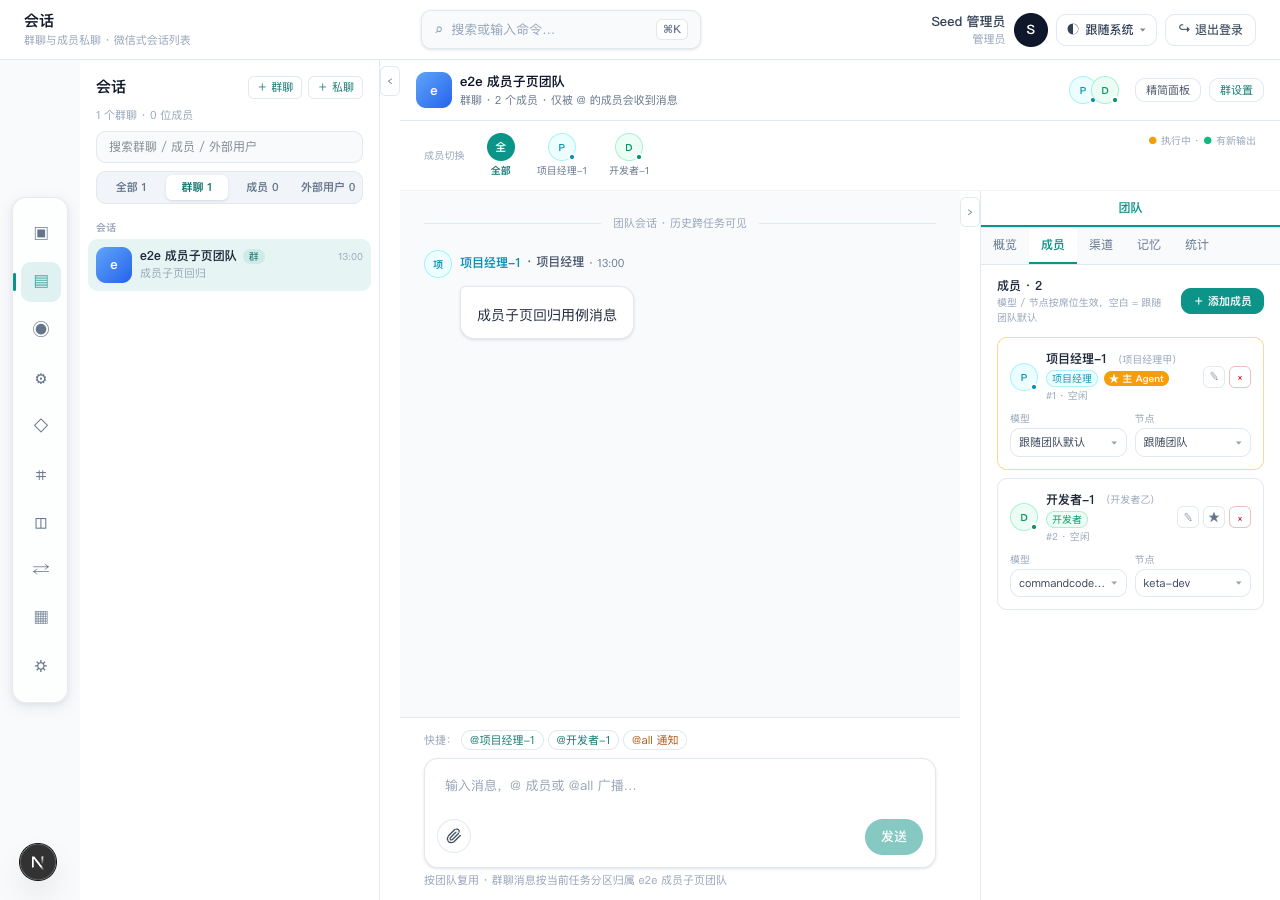 会话
群聊与成员私聊 · 微信式会话列表
搜索或输入命令… ⌘K
Seed 管理员
管理员
S
跟随系统
退出登录
会话
＋ 群聊
＋ 私聊
1 个群聊 · 0 位成员
搜索群聊 / 成员 / 外部用户
全部 1 群聊 1 成员 0 外部用户 0
会话
e
e2e 成员子页团队 群 13:00
成员子页回归
N
e
e2e 成员子页团队
群聊 · 2 个成员 · 仅被 @ 的成员会收到消息
P D
精简面板
群设置
成员切换
全 P D
全部 项目经理-1 开发者-1
执行中 · 有新输出
团队会话 · 历史跨任务可见
项
项目经理-1 · 项目经理 · 13:00
成员子页回归用例消息
快捷：
@项目经理-1
@开发者-1
@all 通知
输入消息，@ 成员或 @all 广播…
发送
按团队复用 · 群聊消息按当前任务分区归属 e2e 成员子页团队
团队
概览 成员 渠道 记忆 统计
成员 · 2
模型 / 节点按席位生效，空白 = 跟随
团队默认
＋ 添加成员
P
项目经理-1 （项目经理甲）
项目经理 ★ 主 Agent
#1 · 空闲
模型 节点
跟随团队默认 跟随团队
D
开发者-1 （开发者乙）
开发者
#2 · 空闲
模型 节点
commandcode… keta-dev